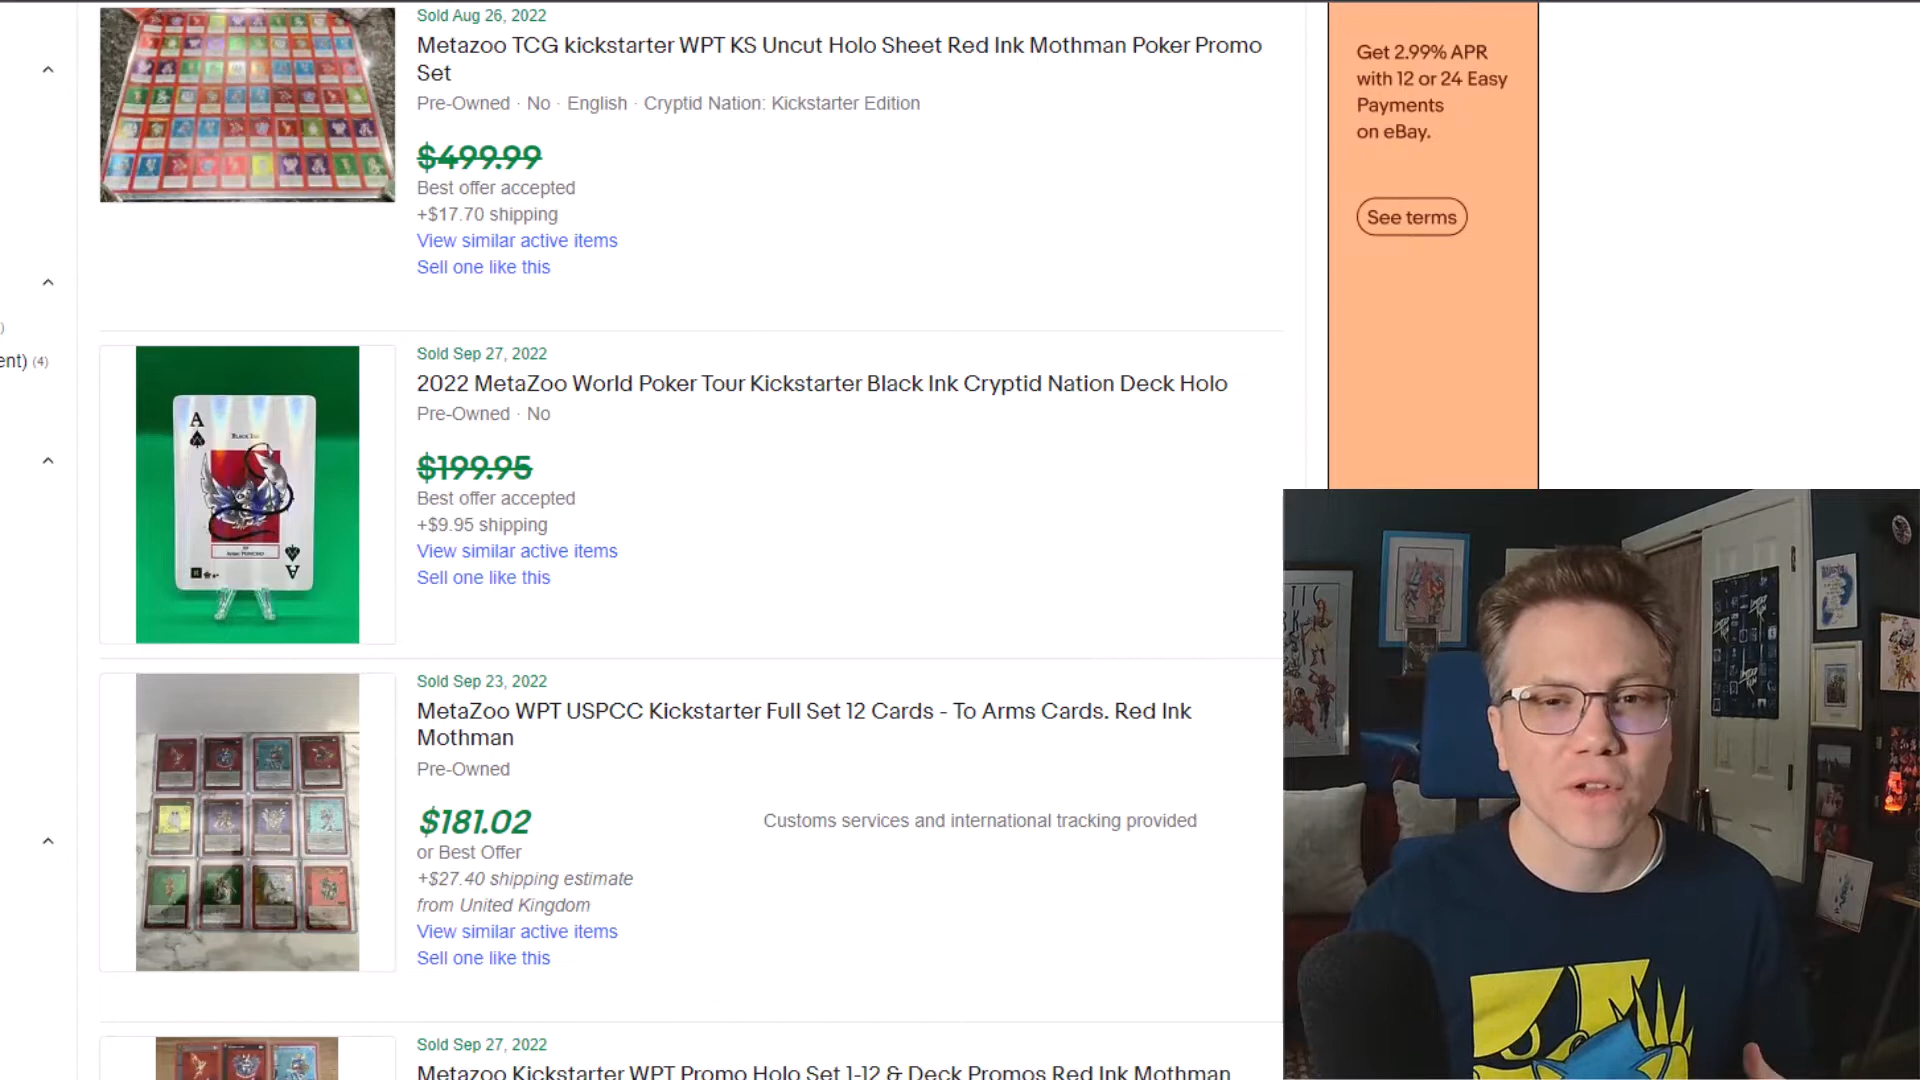 Sold Aug 26, 2022
Metazoo TCG kickstarter WPT KS Uncut Holo Sheet Red Ink Mothman Poker Promo
Set
Pre-Owned · No · English · Cryptid Nation: Kickstarter Edition
$499.99
Best offer accepted
+$17.70 shipping
View similar active items
Sell one like this
Get 2.99% APR
with 12 or 24 Easy
Payments
on eBay.
See terms
)
ent) (4)
Sold Sep 27, 2022
2022 MetaZoo World Poker Tour Kickstarter Black Ink Cryptid Nation Deck Holo
Pre-Owned · No
$199.95
Best offer accepted
+$9.95 shipping
View similar active items
Sell one like this
A
A
Sold Sep 23, 2022
MetaZoo WPT USPCC Kickstarter Full Set 12 Cards - To Arms Cards. Red Ink
Mothman
Pre-Owned
$181.02
or Best Offer
+$27.40 shipping estimate
from United Kingdom
View similar active items
Sell one like this
Customs services and international tracking provided
Sold Sep 27, 2022
Metazoo Kickstarter WPT Promo Holo Set 1-12 & Deck Promos Red Ink Mothman